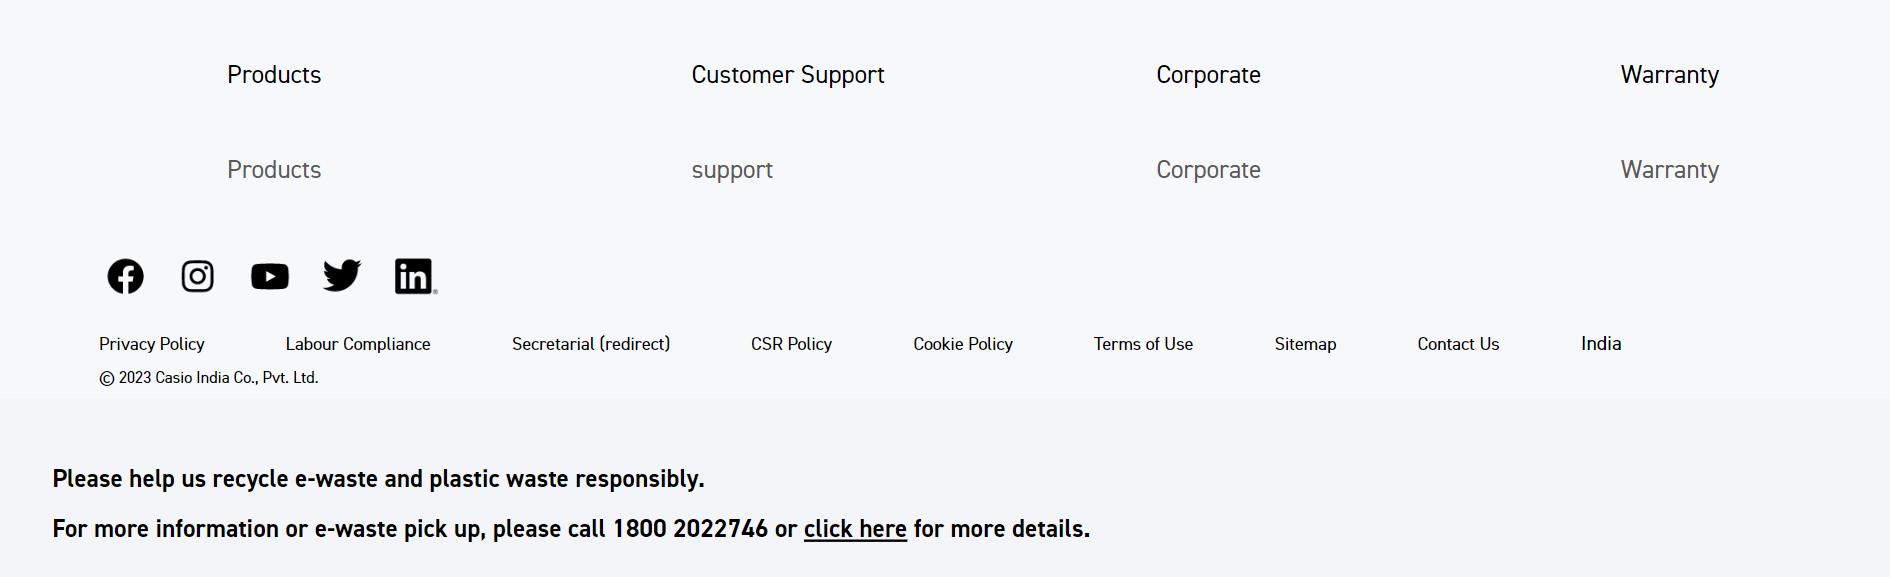 Products Customer Support Corporate Warranty
Products support Corporate Warranty
in
Privacy Policy Labour Compliance Secretarial (redirect) CSR Policy Cookie Policy Terms of Use Sitemap Contact Us India
© 2023 Casio India Co., Pvt. Ltd.
Please help us recycle e-waste and plastic waste responsibly.
For more information or e-waste pick up, please call 1800 2022746 or click here for more details.